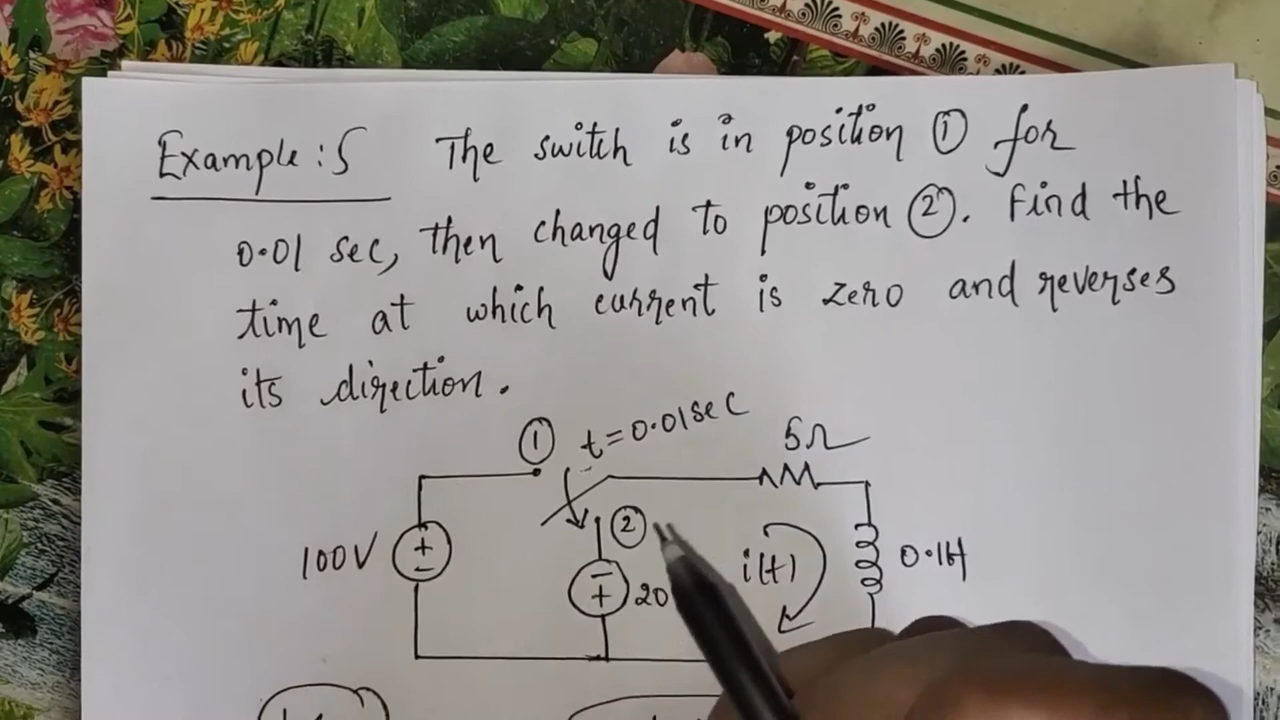 Example:5 The switch is in position ① for
0.01 sec, then changed to position ②. Find the
time at which current is zero and reverses
its direction.
① t=0.01sec 5Ω
②
100V + - - + 20 i(t) 0.1H